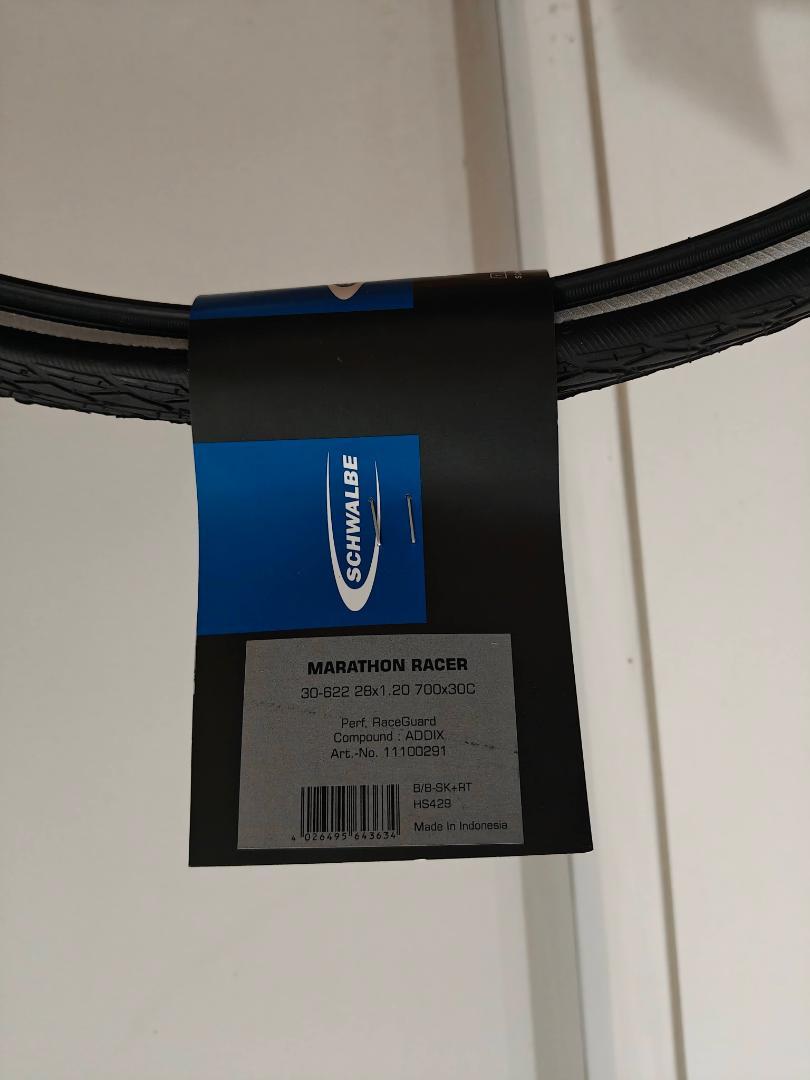 SCHWALBE
MARATHON RACER
30-622 28x1.20 700x30C
Perf, RaceGuard
Compound : ADDIX
Art.-No. 11100291
B/B-SK+RT
HS429
4 026495 643634
Made In Indonesia